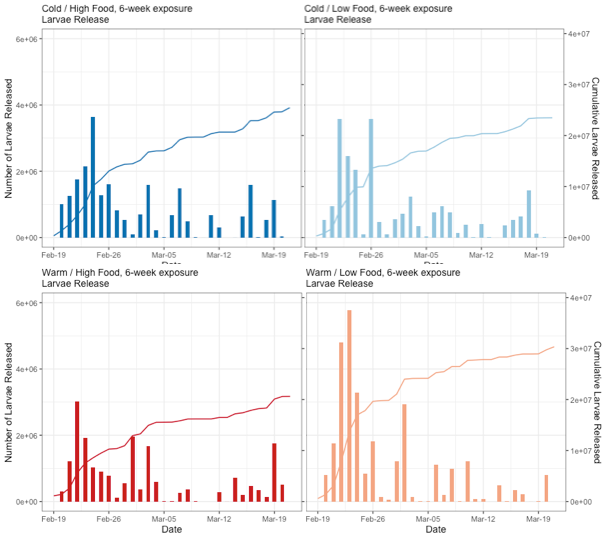 Cold / High Food, 6-week exposure
Larvae Release
Cold / Low Food, 6-week exposure
Larvae Release
Number of Larvae Released
6e+06
4e+06
2e+06
0e+00
4e+07
3e+07
2e+07
1e+07
0e+00
Cumulative Larvae Released
Feb-19
Feb-26
Mar-05
Mar-12
Mar-19
Feb-19
Feb-26
Mar-05
Mar-12
Mar-19
Date
Warm / High Food, 6-week exposure
Larvae Release
Warm / Low Food, 6-week exposure
Larvae Release
Number of Larvae Released
6e+06
4e+06
2e+06
0e+00
4e+07
3e+07
2e+07
1e+07
0e+00
Cumulative Larvae Released
Feb-19
Feb-26
Mar-05
Mar-12
Mar-19
Feb-19
Feb-26
Mar-05
Mar-12
Mar-19
Date
Date